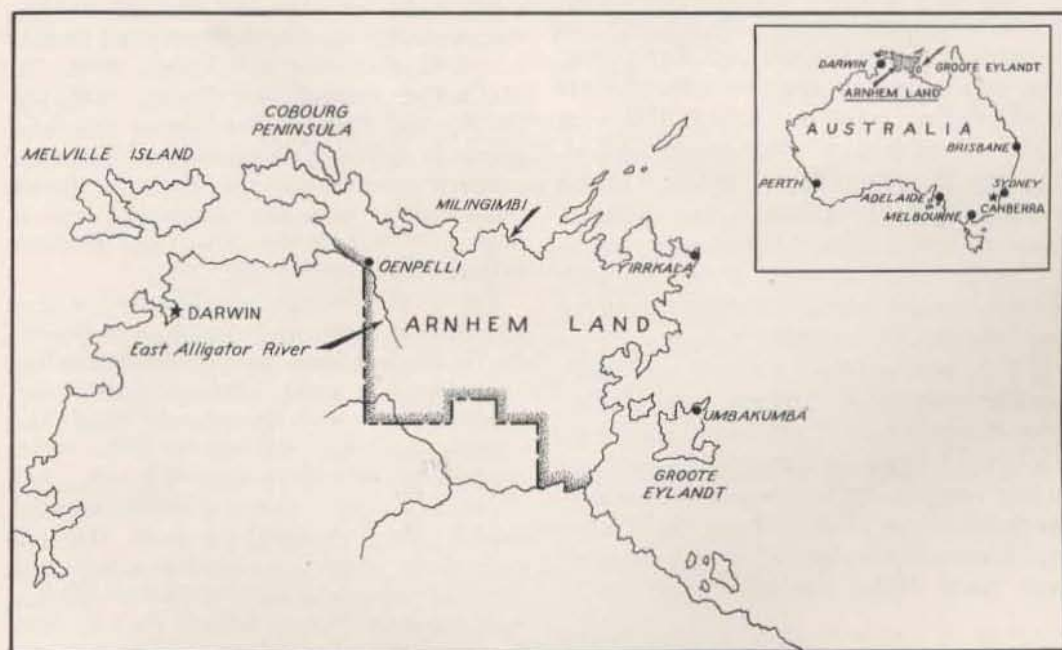 COBOURG
PENINSULA
MELVILLE ISLAND
MILINGIMBI
OENPELLI
YIRRKALA
DARWIN
ARNHEM LAND
East Alligator River
UMBAKUMBA
GROOTE
EYLANDT
DARWIN
GROOTE EYLANDT
ARNHEM LAND
AUSTRALIA
BRISBANE
PERTH
ADELAIDE
SYDNEY
CANBERRA
MELBOURNE